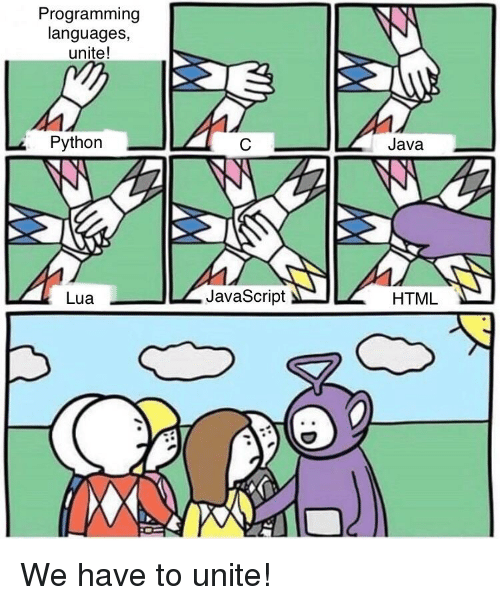 Programming
languages,
unite!
Python
C
Java
Lua
JavaScript
HTML
We have to unite!